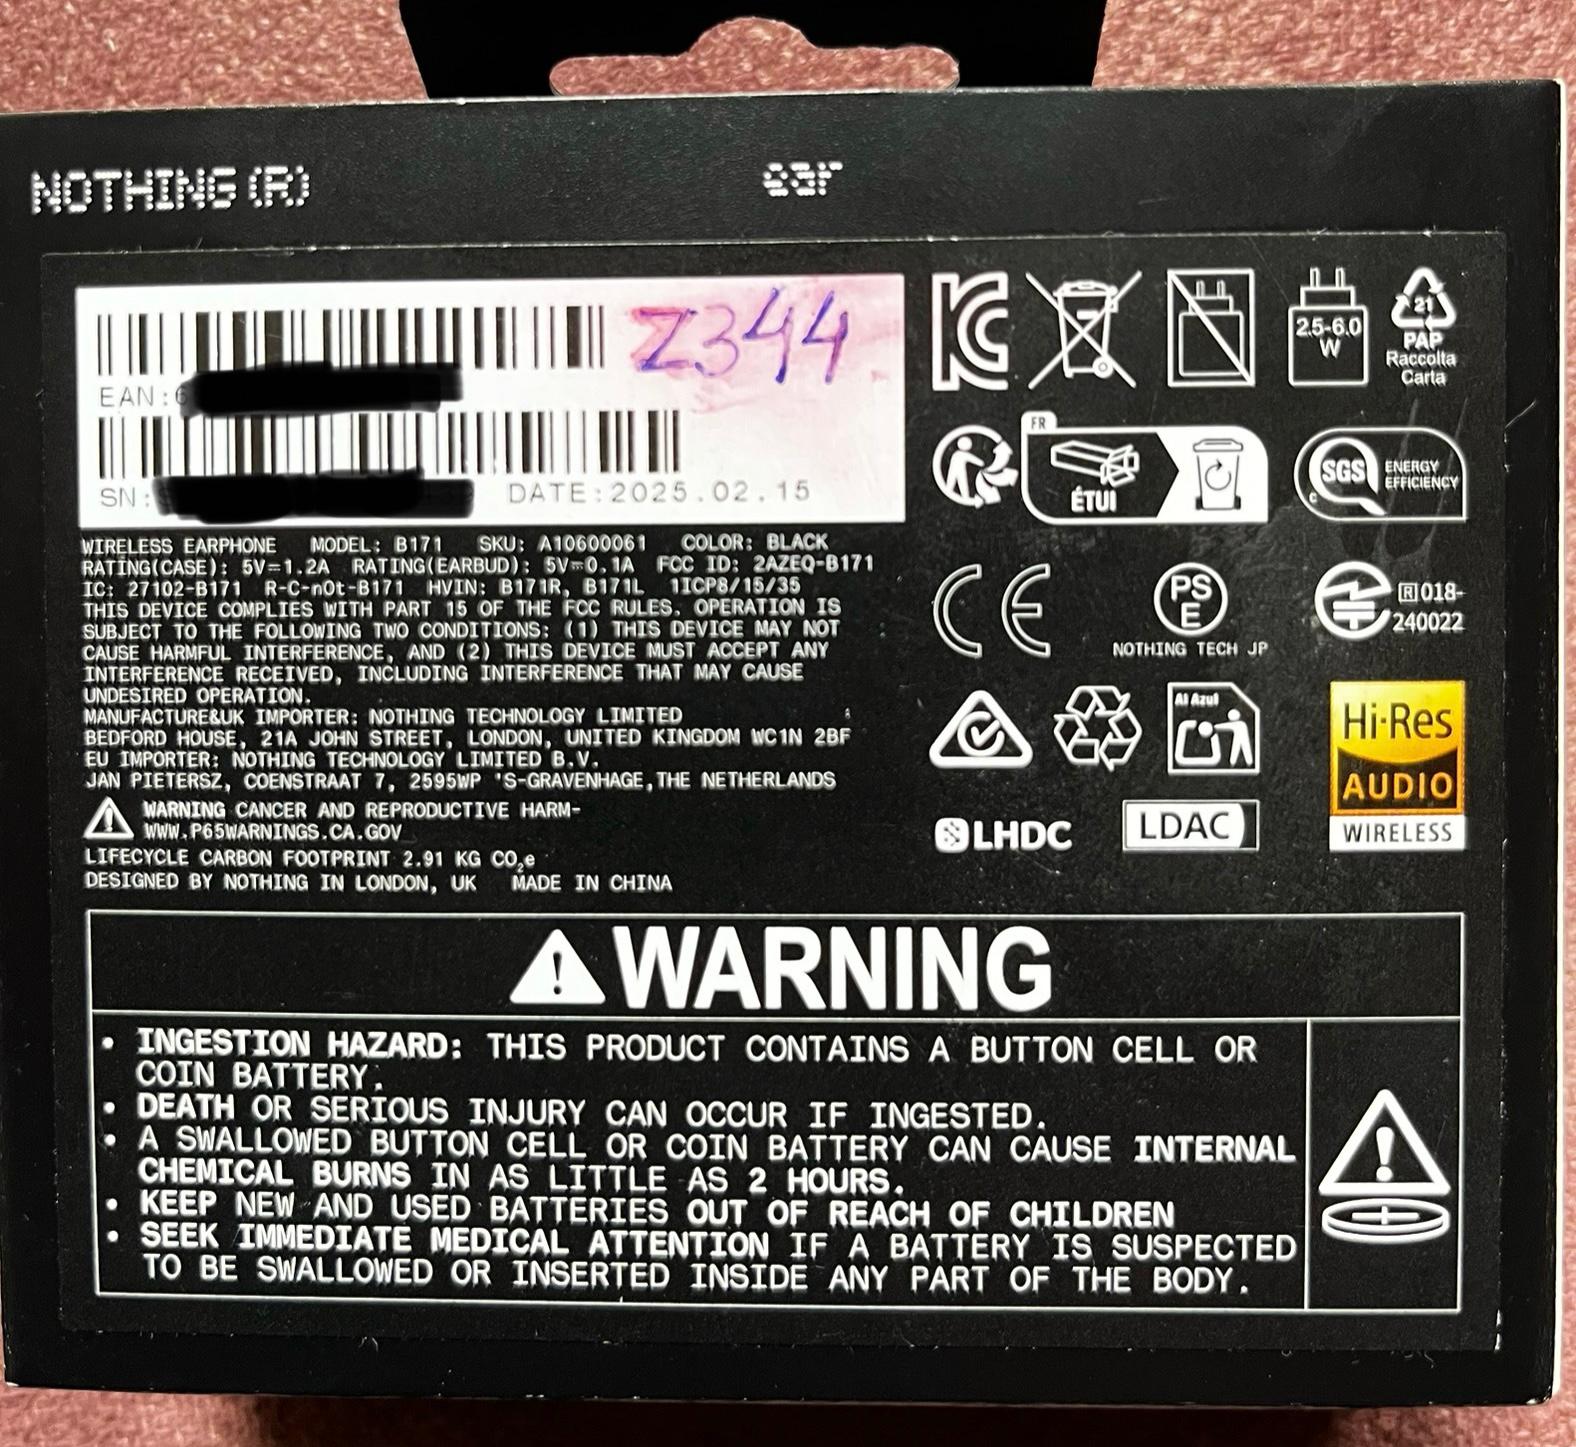 NOTHING (R)
ear
Z344
EAN:6
SN:
DATE:2025.02.15
WIRELESS EARPHONE MODEL: B171 SKU: A10600061 COLOR: BLACK
RATING(CASE): 5V=1.2A RATING(EARBUD): 5V=0.1A FCC ID: 2AZEQ-B171
IC: 27102-B171 R-C-nOt-B171 HVIN: B171R, B171L 1ICP8/15/35
THIS DEVICE COMPLIES WITH PART 15 OF THE FCC RULES. OPERATION IS
SUBJECT TO THE FOLLOWING TWO CONDITIONS: (1) THIS DEVICE MAY NOT
CAUSE HARMFUL INTERFERENCE, AND (2) THIS DEVICE MUST ACCEPT ANY
INTERFERENCE RECEIVED, INCLUDING INTERFERENCE THAT MAY CAUSE
UNDESIRED OPERATION.
MANUFACTURE&UK IMPORTER: NOTHING TECHNOLOGY LIMITED
BEDFORD HOUSE, 21A JOHN STREET, LONDON, UNITED KINGDOM WC1N 2BF
EU IMPORTER: NOTHING TECHNOLOGY LIMITED B.V.
JAN PIETERSZ, COENSTRAAT 7, 2595WP 'S-GRAVENHAGE,THE NETHERLANDS
WARNING CANCER AND REPRODUCTIVE HARM-
WWW.P65WARNINGS.CA.GOV
LIFECYCLE CARBON FOOTPRINT 2.91 KG CO₂e
DESIGNED BY NOTHING IN LONDON, UK MADE IN CHINA
2.5-6.0
W
21
PAP
Raccolta
Carta
FR
ÉTUI
SGS
ENERGY
EFFICIENCY
c
CE
PS
E
NOTHING TECH JP
R 018-
240022
Al Azul
Hi-Res
AUDIO
WIRELESS
LHDC
LDAC
WARNING
• INGESTION HAZARD: THIS PRODUCT CONTAINS A BUTTON CELL OR
COIN BATTERY.
• DEATH OR SERIOUS INJURY CAN OCCUR IF INGESTED.
• A SWALLOWED BUTTON CELL OR COIN BATTERY CAN CAUSE INTERNAL
CHEMICAL BURNS IN AS LITTLE AS 2 HOURS.
• KEEP NEW AND USED BATTERIES OUT OF REACH OF CHILDREN
• SEEK IMMEDIATE MEDICAL ATTENTION IF A BATTERY IS SUSPECTED
TO BE SWALLOWED OR INSERTED INSIDE ANY PART OF THE BODY.